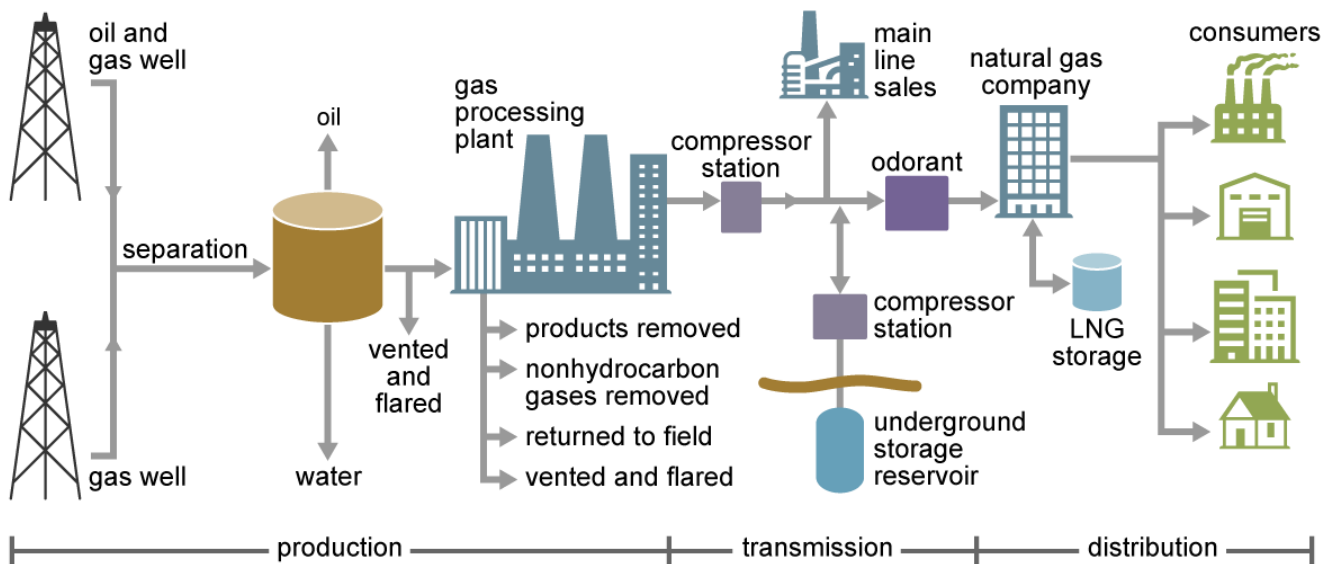 oil and
gas well
oil
separation
water
gas well
vented
and
flared
gas
processing
plant
products removed
nonhydrocarbon
gases removed
returned to field
vented and flared
compressor
station
main
line
sales
odorant
compressor
station
underground
storage
reservoir
natural gas
company
LNG
storage
consumers
production
transmission
distribution